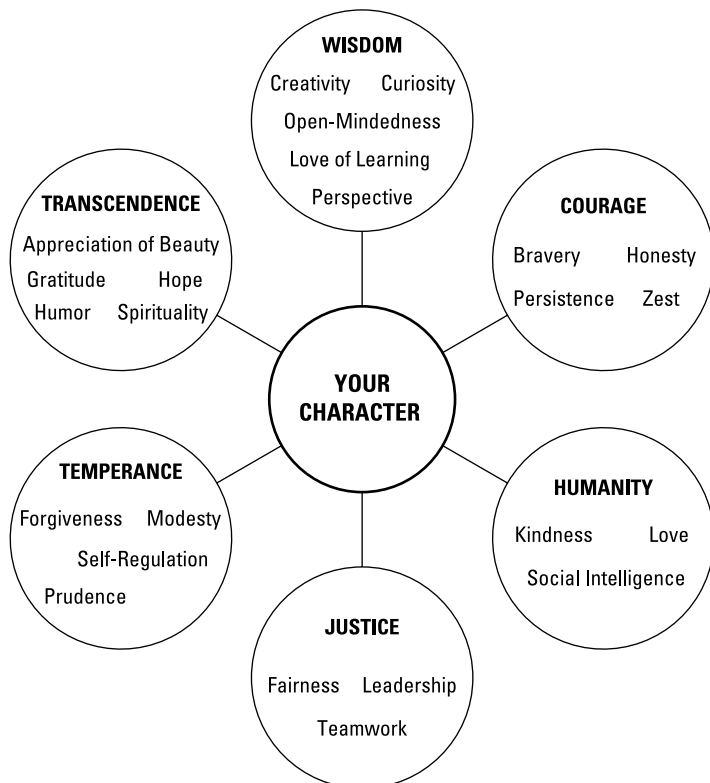 WISDOM
Creativity Curiosity
Open-Mindedness
Love of Learning
Perspective
TRANSCENDENCE
Appreciation of Beauty
Gratitude Hope
Humor Spirituality
COURAGE
Bravery Honesty
Persistence Zest
YOUR
CHARACTER
TEMPERANCE
Forgiveness Modesty
Self-Regulation
Prudence
HUMANITY
Kindness Love
Social Intelligence
JUSTICE
Fairness Leadership
Teamwork